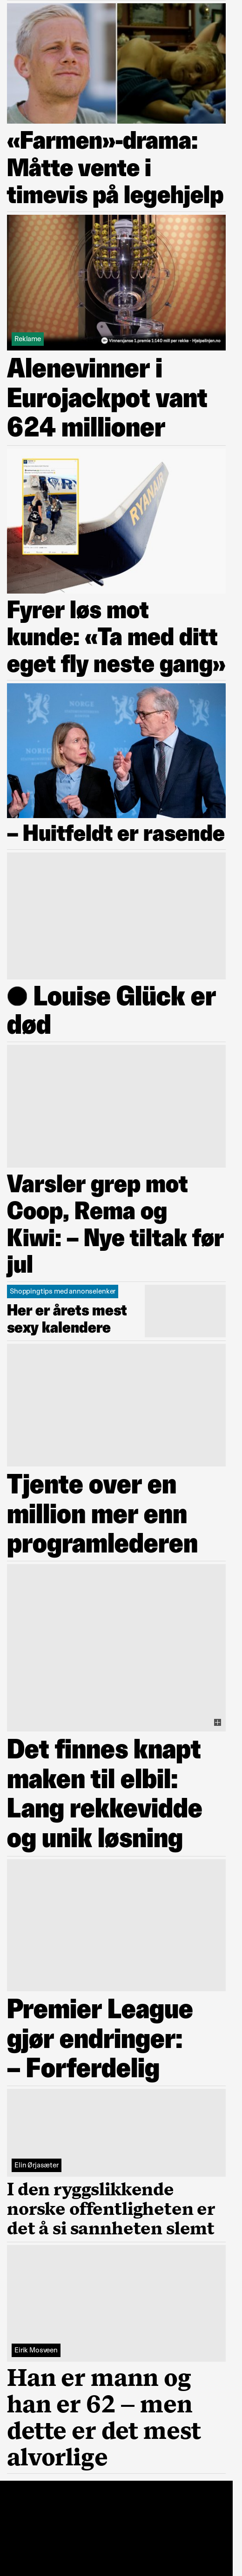 «Farmen»-drama:
Måtte vente i
timevis på legehjelp
Reklame
Vinnersjanse 1.premie 1:140 mill per rekke - Hjelpelinjen.no
Alenevinner i
Eurojackpot vant
624 millioner
RYANAIR
Fyrer løs mot
kunde: «Ta med ditt
eget fly neste gang»
– Huitfeldt er rasende
Louise Glück er
død
Varsler grep mot
Coop, Rema og
Kiwi: – Nye tiltak før
jul
Shoppingtips med annonselenker
Her er årets mest
sexy kalendere
Tjente over en
million mer enn
programlederen
Det finnes knapt
maken til elbil:
Lang rekkevidde
og unik løsning
Premier League
gjør endringer:
– Forferdelig
Elin Ørjasæter
I den ryggslikkende
norske offentligheten er
det å si sannheten slemt
Eirik Mosveen
Han er mann og
han er 62 – men
dette er det mest
alvorlige